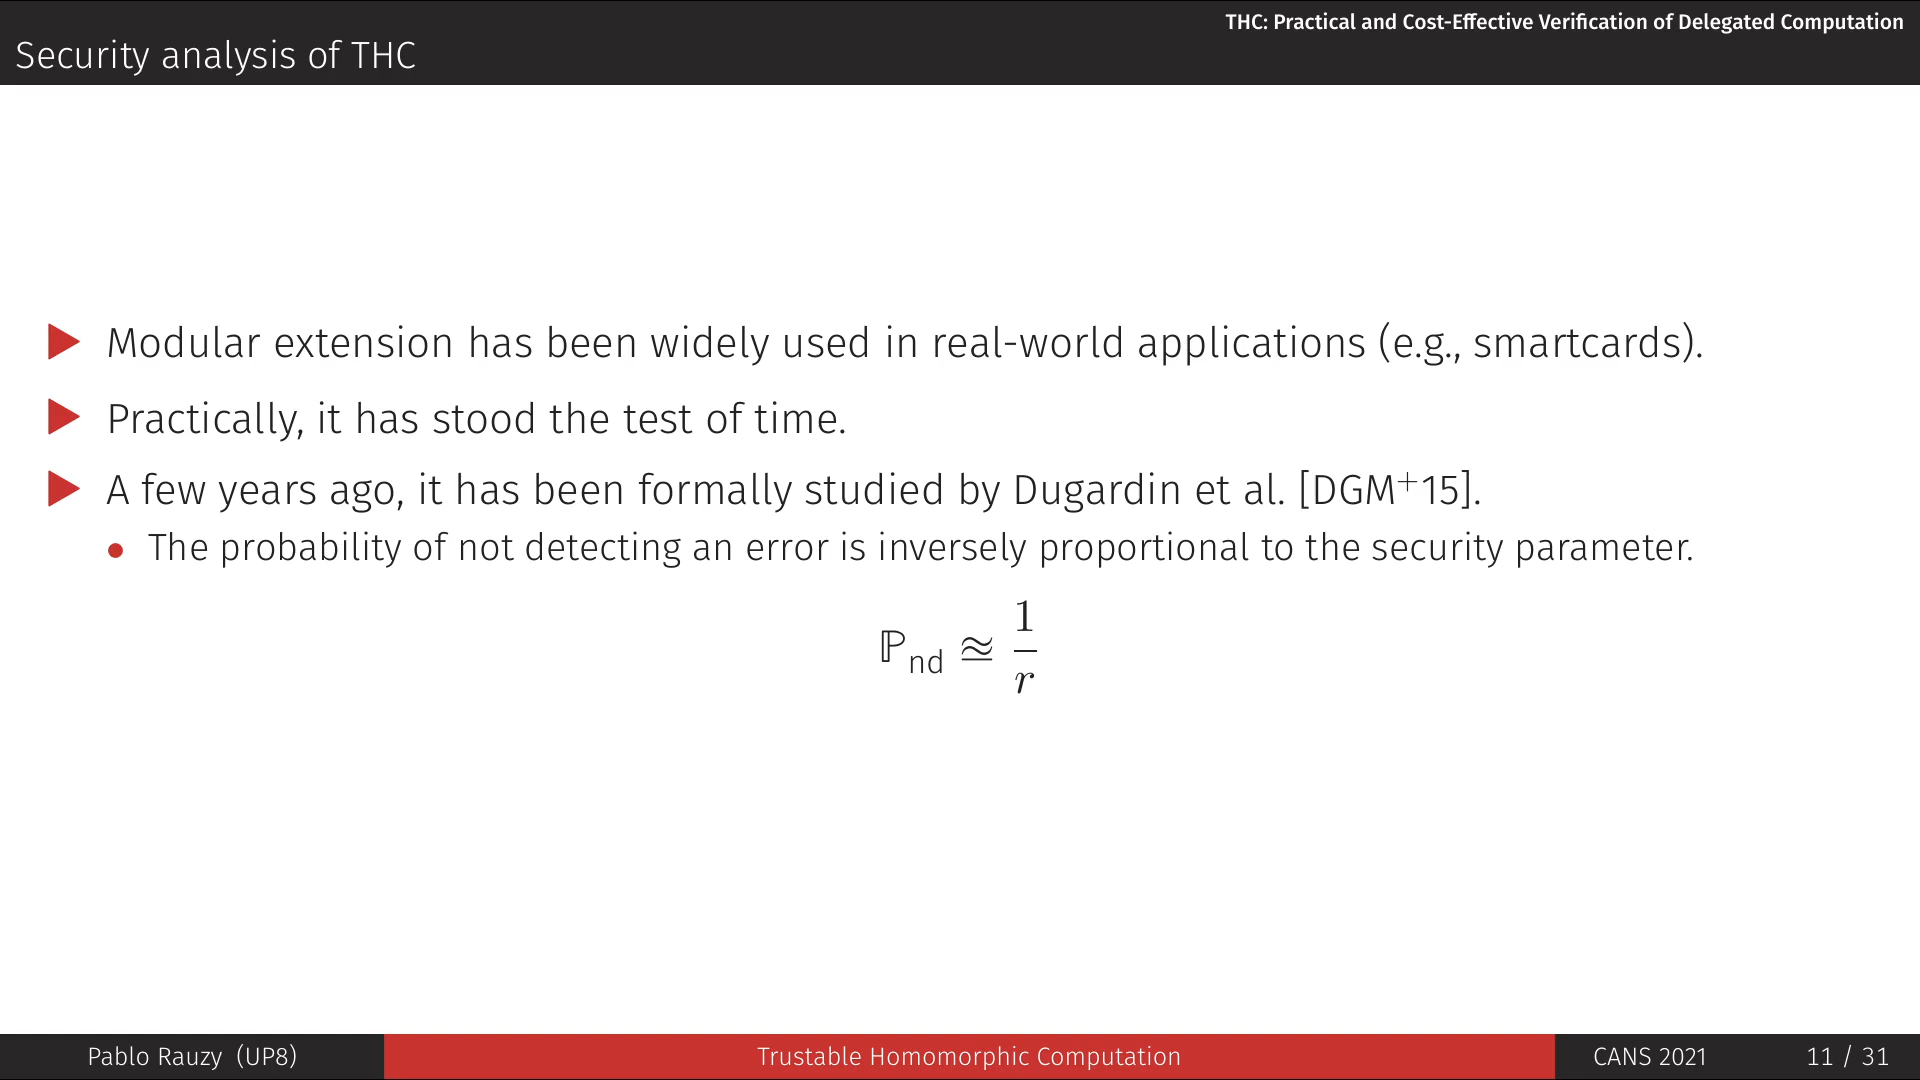 THC: Practical and Cost-Effective Verification of Delegated Computation
Security analysis of THC
▶ Modular extension has been widely used in real-world applications (e.g., smartcards).
▶ Practically, it has stood the test of time.
▶ A few years ago, it has been formally studied by Dugardin et al. [DGM⁺15].
• The probability of not detecting an error is inversely proportional to the security parameter.
ℙ_nd ≊ 1/r
Pablo Rauzy (UP8) Trustable Homomorphic Computation CANS 2021 11 / 31